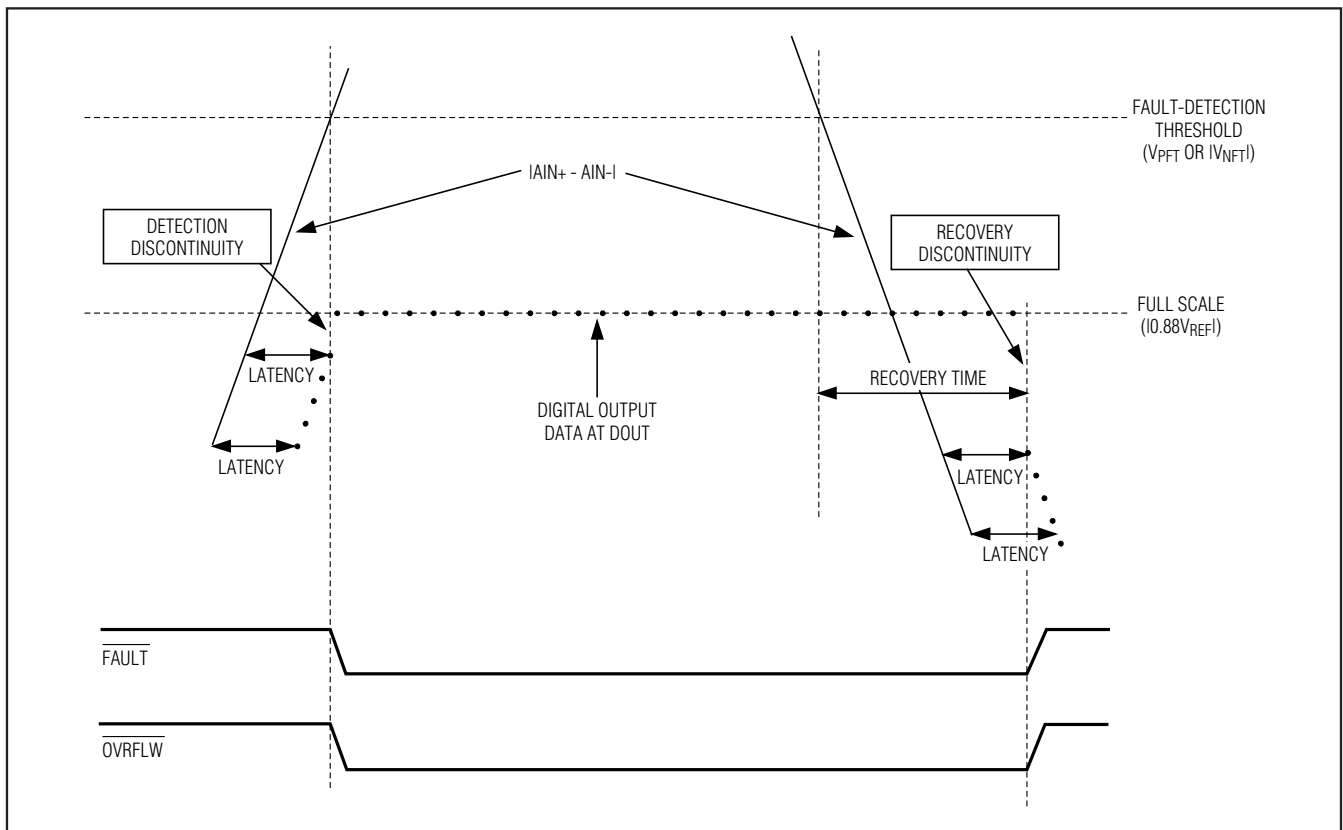 FAULT-DETECTION
THRESHOLD
(VPFT OR |VNFT|)
|AIN+ - AIN-|
DETECTION
DISCONTINUITY
RECOVERY
DISCONTINUITY
FULL SCALE
(|0.88VREF|)
LATENCY
RECOVERY TIME
DIGITAL OUTPUT
DATA AT DOUT
LATENCY
LATENCY
LATENCY
FAULT
OVRFLW